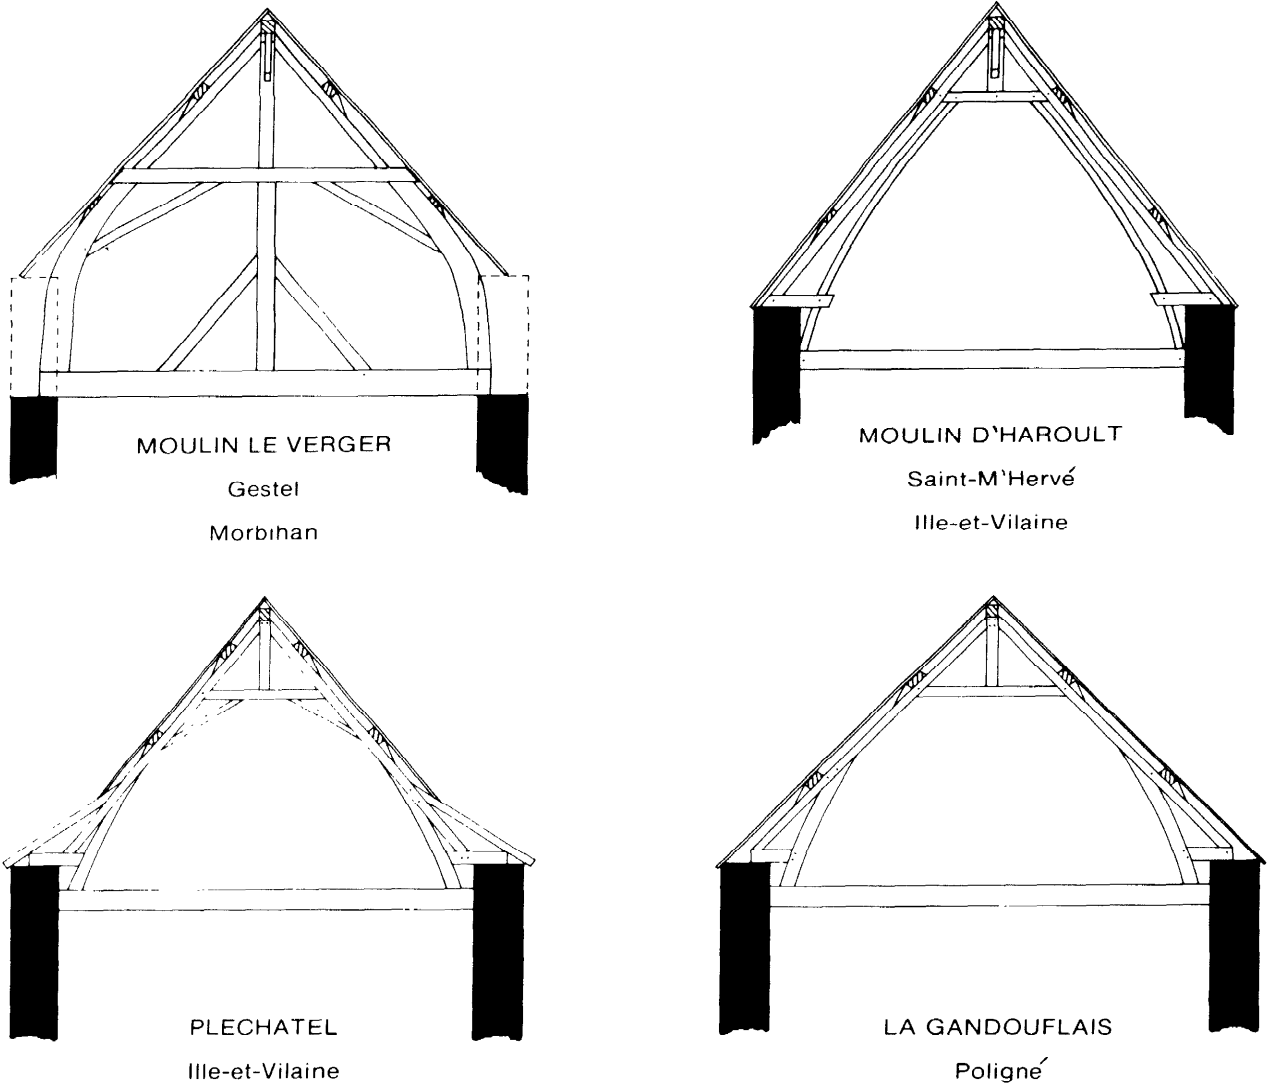 MOULIN LE VERGER
Gestel
Morbihan
MOULIN D'HAROULT
Saint-M'Hervé
Ille-et-Vilaine
PLECHATEL
Ille-et-Vilaine
LA GANDOUFLAIS
Poligné